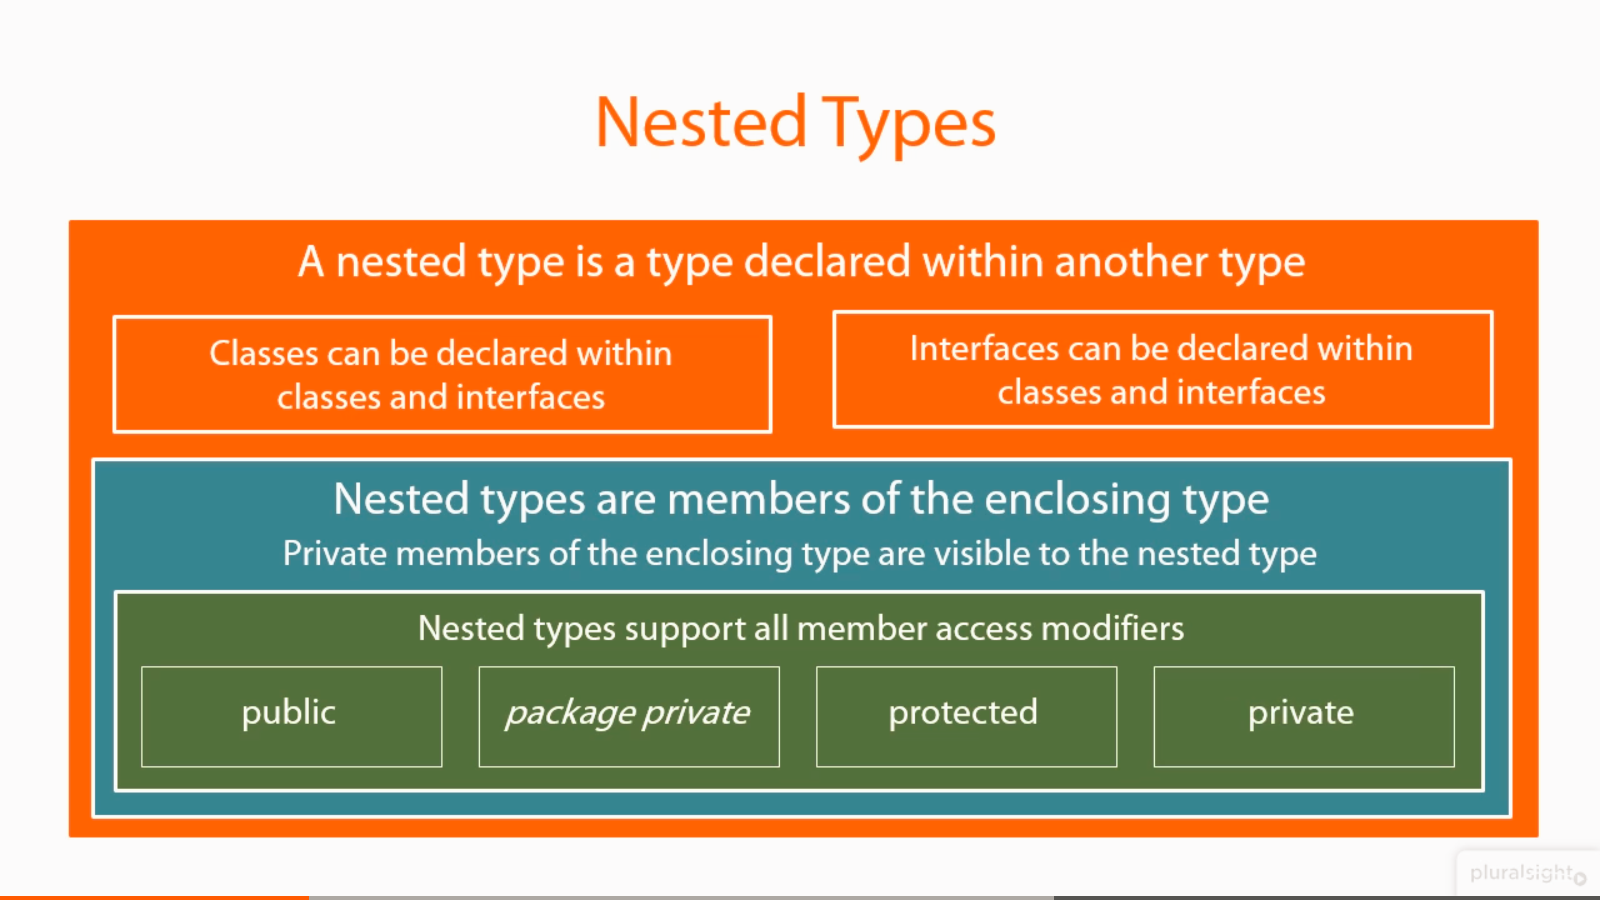 Nested Types
A nested type is a type declared within another type
Classes can be declared within
classes and interfaces
Interfaces can be declared within
classes and interfaces
Nested types are members of the enclosing type
Private members of the enclosing type are visible to the nested type
Nested types support all member access modifiers
public
package private
protected
private
pluralsight